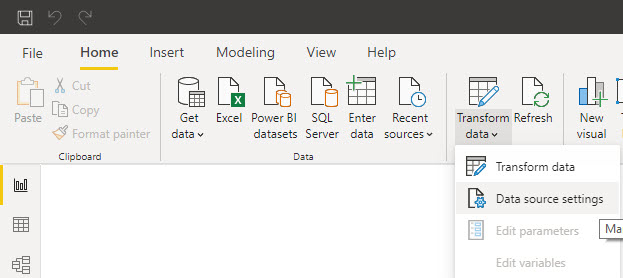 File Home Insert Modeling View Help
Paste
Cut
Copy
Format painter
Clipboard
Get data
Excel
Power BI datasets
SQL Server
Enter data
Recent sources
Data
Transform data
Refresh
New visual
Transform data
Data source settings
Edit parameters
Edit variables